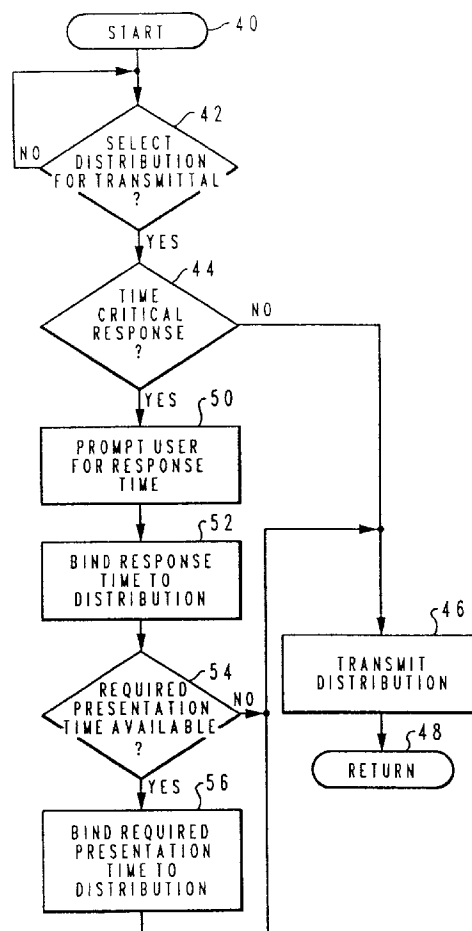 START
40
42
SELECT
DISTRIBUTION
FOR TRANSMITTAL
?
NO
YES
44
TIME
CRITICAL
RESPONSE
?
NO
YES
50
PROMPT USER
FOR RESPONSE
TIME
52
BIND RESPONSE
TIME TO
DISTRIBUTION
54
REQUIRED
PRESENTATION
TIME AVAILABLE
?
NO
YES
46
TRANSMIT
DISTRIBUTION
48
RETURN
56
BIND REQUIRED
PRESENTATION
TIME TO
DISTRIBUTION